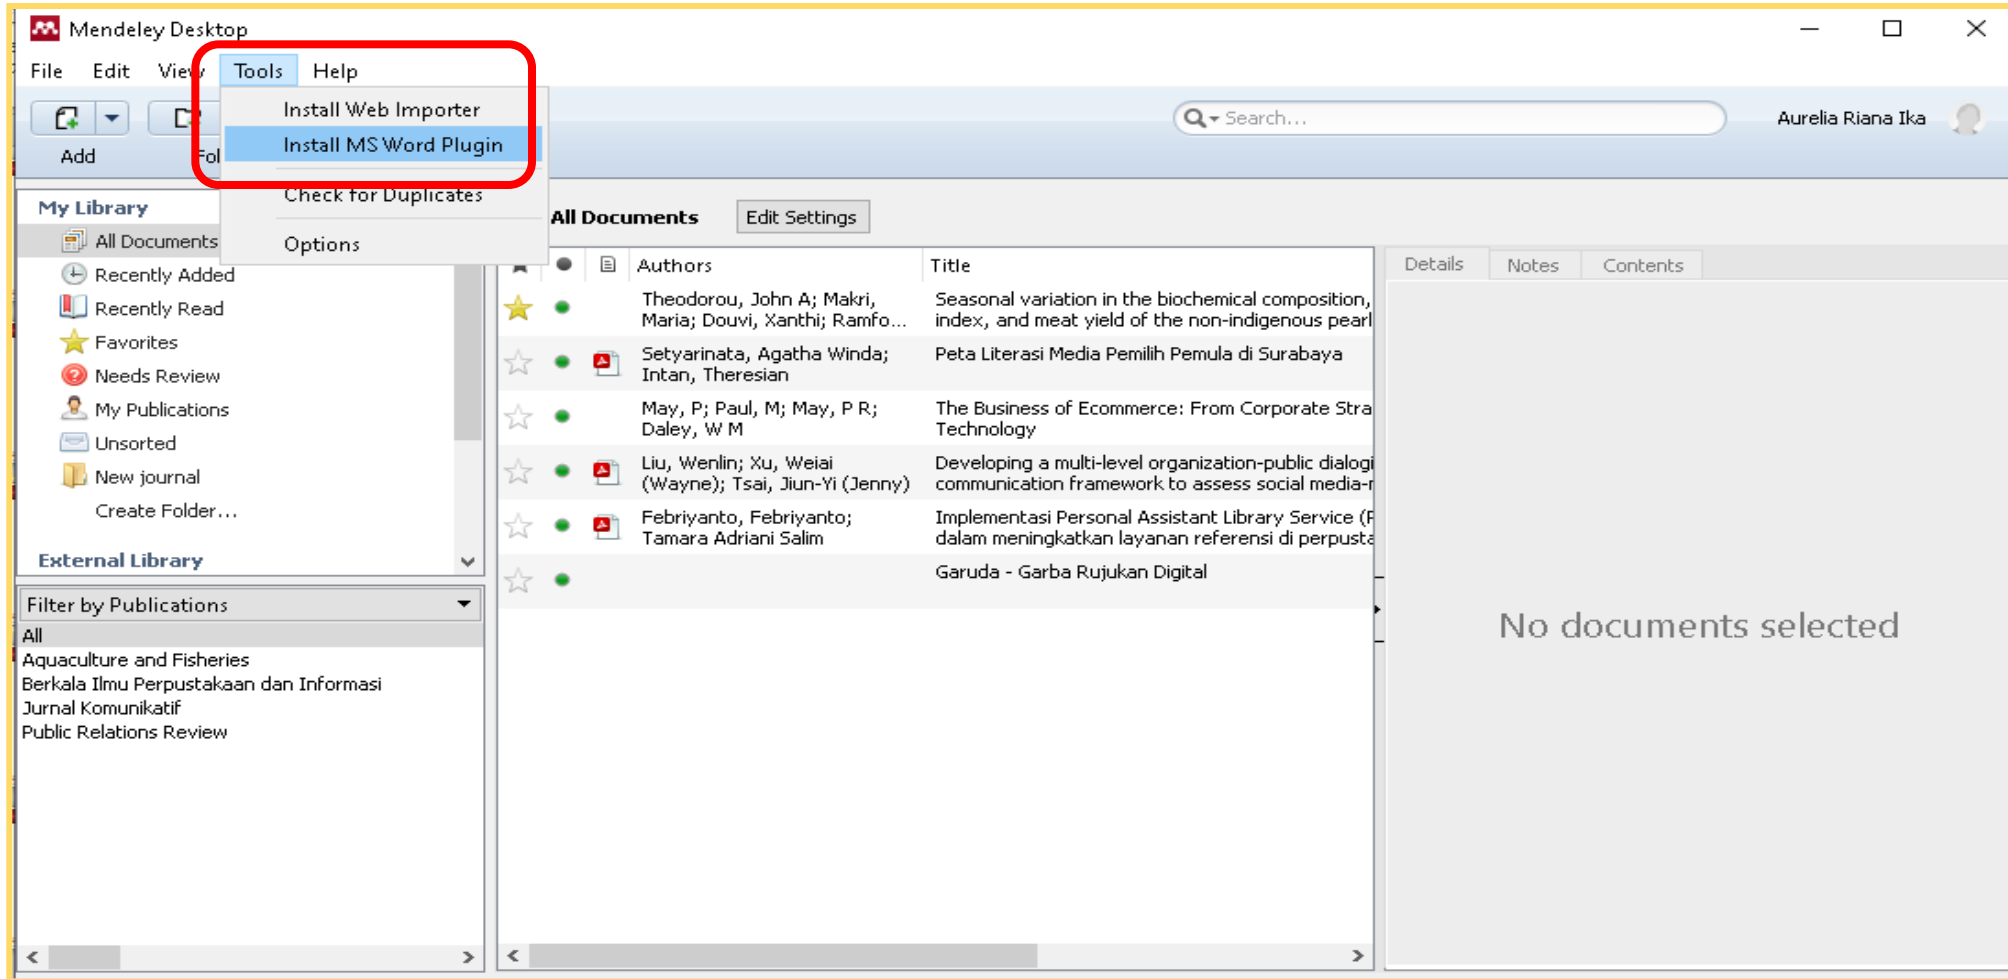 Mendeley Desktop
File Edit View Tools Help
Install Web Importer
Install MS Word Plugin
Check for Duplicates
Options
Add
Fol
Search...
Aurelia Riana Ika
My Library
All Documents
Recently Added
Recently Read
Favorites
Needs Review
My Publications
Unsorted
New journal
Create Folder...
External Library
Filter by Publications
All
Aquaculture and Fisheries
Berkala Ilmu Perpustakaan dan Informasi
Jurnal Komunikatif
Public Relations Review
All Documents Edit Settings
Authors Title
Theodorou, John A; Makri, Seasonal variation in the biochemical composition,
Maria; Douvi, Xanthi; Ramfo... index, and meat yield of the non-indigenous pearl
Setyarinata, Agatha Winda; Peta Literasi Media Pemilih Pemula di Surabaya
Intan, Theresian
May, P; Paul, M; May, P R; The Business of Ecommerce: From Corporate Stra
Daley, W M Technology
Liu, Wenlin; Xu, Weiai Developing a multi-level organization-public dialogi
(Wayne); Tsai, Jiun-Yi (Jenny) communication framework to assess social media-r
Febriyanto, Febriyanto; Implementasi Personal Assistant Library Service (P
Tamara Adriani Salim dalam meningkatkan layanan referensi di perpusta
Garuda - Garba Rujukan Digital
Details Notes Contents
No documents selected